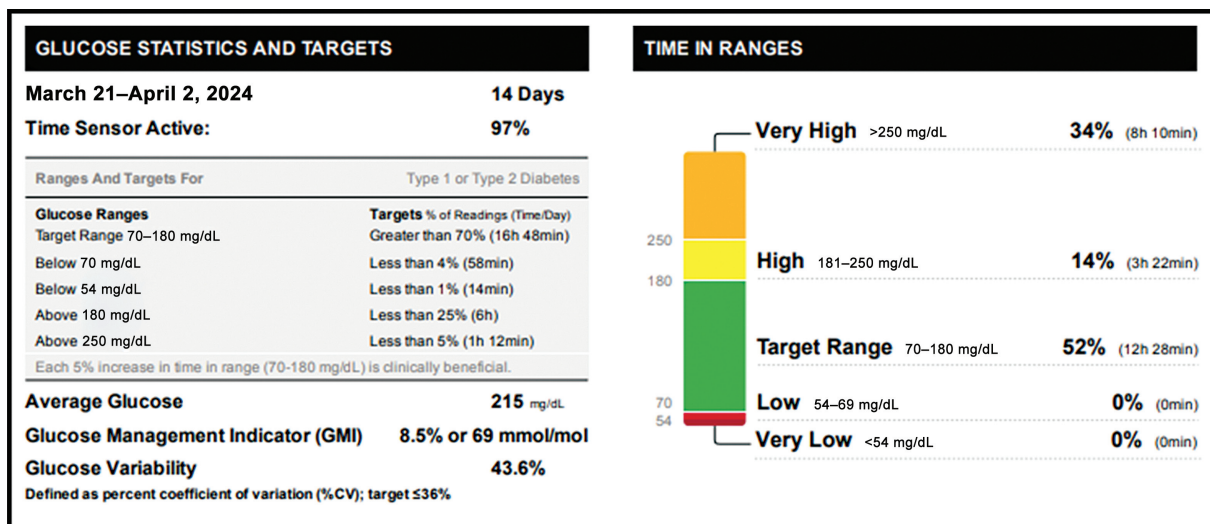 GLUCOSE STATISTICS AND TARGETS
March 21–April 2, 2024 14 Days
Time Sensor Active: 97%
Ranges And Targets For Type 1 or Type 2 Diabetes
Glucose Ranges Targets % of Readings (Time/Day)
Target Range 70–180 mg/dL Greater than 70% (16h 48min)
Below 70 mg/dL Less than 4% (58min)
Below 54 mg/dL Less than 1% (14min)
Above 180 mg/dL Less than 25% (6h)
Above 250 mg/dL Less than 5% (1h 12min)
Each 5% increase in time in range (70-180 mg/dL) is clinically beneficial.
Average Glucose 215 mg/dL
Glucose Management Indicator (GMI) 8.5% or 69 mmol/mol
Glucose Variability 43.6%
Defined as percent coefficient of variation (%CV); target ≤36%
TIME IN RANGES
Very High >250 mg/dL 34% (8h 10min)
250
High 181–250 mg/dL 14% (3h 22min)
180
Target Range 70–180 mg/dL 52% (12h 28min)
70
Low 54–69 mg/dL 0% (0min)
54
Very Low <54 mg/dL 0% (0min)